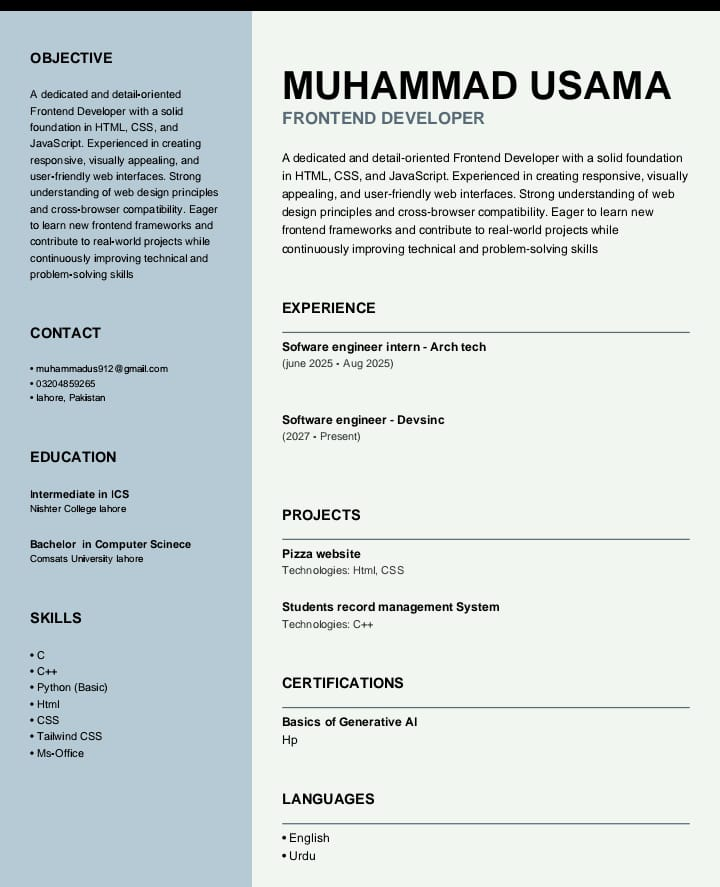 OBJECTIVE
A dedicated and detail-oriented
Frontend Developer with a solid
foundation in HTML, CSS, and
JavaScript. Experienced in creating
responsive, visually appealing, and
user-friendly web interfaces. Strong
understanding of web design principles
and cross-browser compatibility. Eager
to learn new frontend frameworks and
contribute to real-world projects while
continuously improving technical and
problem-solving skills
CONTACT
• muhammadus912@gmail.com
• 03204859265
• lahore, Pakistan
EDUCATION
Intermediate in ICS
Nishter College lahore
Bachelor in Computer Scinece
Comsats University lahore
SKILLS
• C
• C++
• Python (Basic)
• Html
• CSS
• Tailwind CSS
• Ms-Office
MUHAMMAD USAMA
FRONTEND DEVELOPER
A dedicated and detail-oriented Frontend Developer with a solid foundation
in HTML, CSS, and JavaScript. Experienced in creating responsive, visually
appealing, and user-friendly web interfaces. Strong understanding of web
design principles and cross-browser compatibility. Eager to learn new
frontend frameworks and contribute to real-world projects while
continuously improving technical and problem-solving skills
EXPERIENCE
Sofware engineer intern - Arch tech
(june 2025 - Aug 2025)
Software engineer - Devsinc
(2027 - Present)
PROJECTS
Pizza website
Technologies: Html, CSS
Students record management System
Technologies: C++
CERTIFICATIONS
Basics of Generative AI
Hp
LANGUAGES
• English
• Urdu